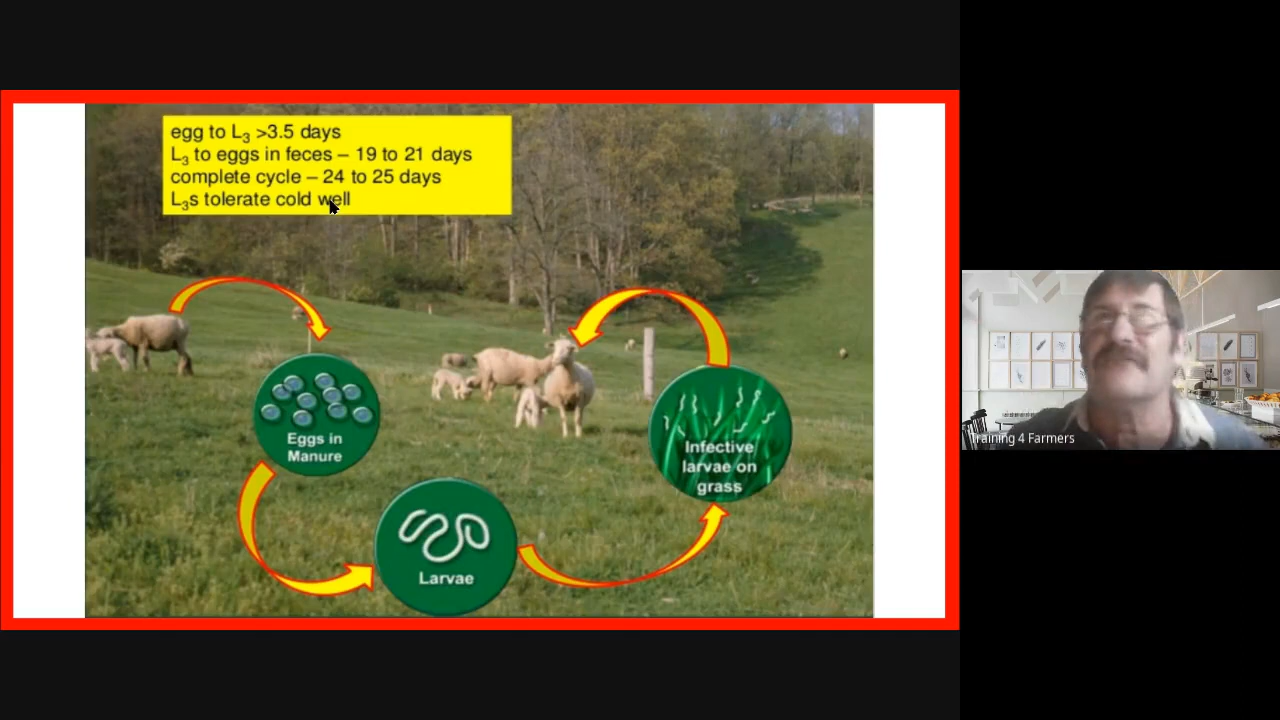 egg to L₃ >3.5 days
L₃ to eggs in feces – 19 to 21 days
complete cycle – 24 to 25 days
L₃s tolerate cold well
Eggs in
Manure
Infective
larvae on
grass
Larvae
Training 4 Farmers